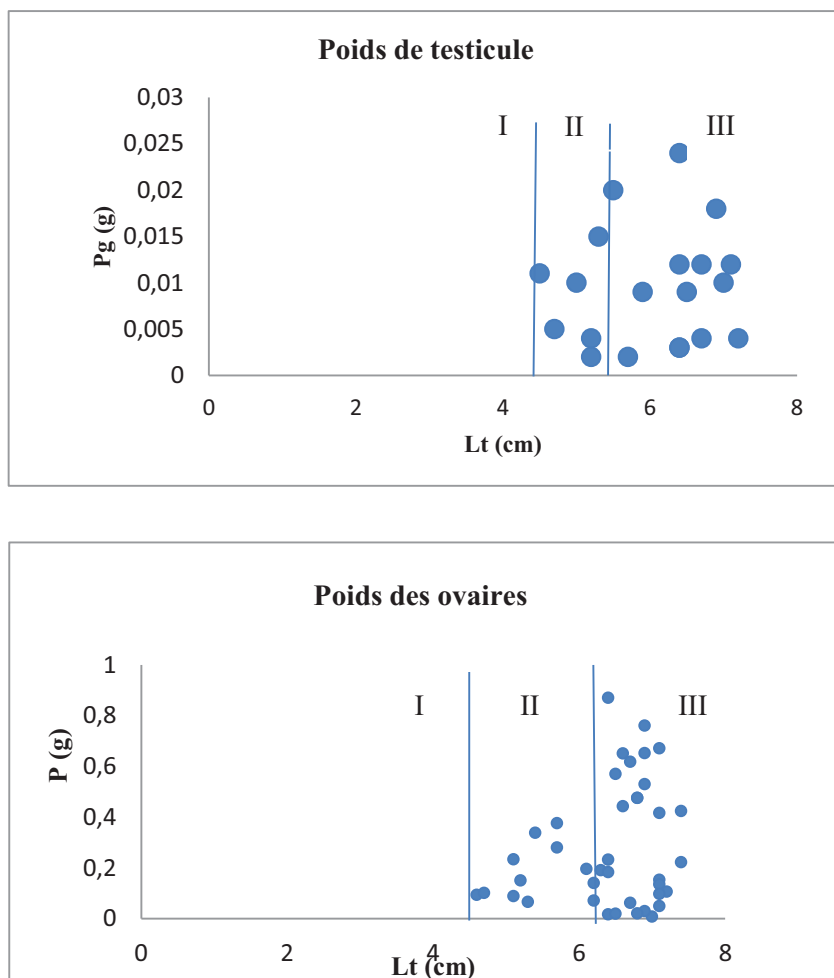 Poids de testicule
0,03
I II III
0,025
0,02
0,015
0,01
0,005
0
Pg (g)
0 2 4 6 8
Lt (cm)
Poids des ovaires
1
I II III
0,8
0,6
0,4
0,2
0
P (g)
0 2 4 6 8
Lt (cm)